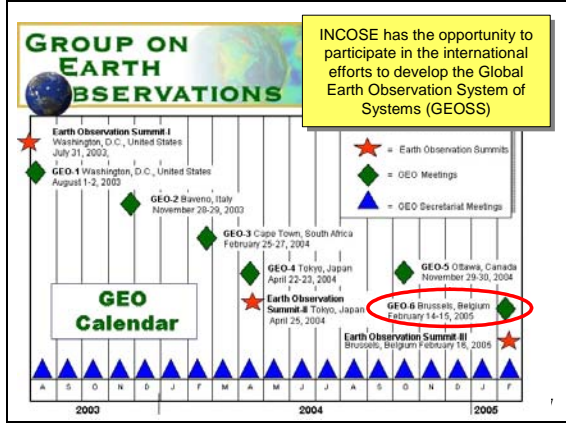 GROUP ON
EARTH
OBSERVATIONS
INCOSE has the opportunity to
participate in the international
efforts to develop the Global
Earth Observation System of
Systems (GEOSS)
= Earth Observation Summits
= GEO Meetings
= GEO Secretariat Meetings
Earth Observation Summit-I
Washington, D.C., United States
July 31, 2003,
GEO-1 Washington, D.C., United States
August 1-2, 2003
GEO-2 Baveno, Italy
November 28-29, 2003
GEO-3 Cape Town, South Africa
February 25-27, 2004
GEO-4 Tokyo, Japan
April 22-23, 2004
Earth Observation
Summit-II Tokyo, Japan
April 25, 2004
GEO-5 Ottawa, Canada
November 29-30, 2004
GEO-6 Brussels, Belgium
February 14-15, 2005
Earth Observation Summit-III
Brussels, Belgium February 16, 2005
GEO
Calendar
A S O N D J F M A M J J A S O N D J F
2003 2004 2005